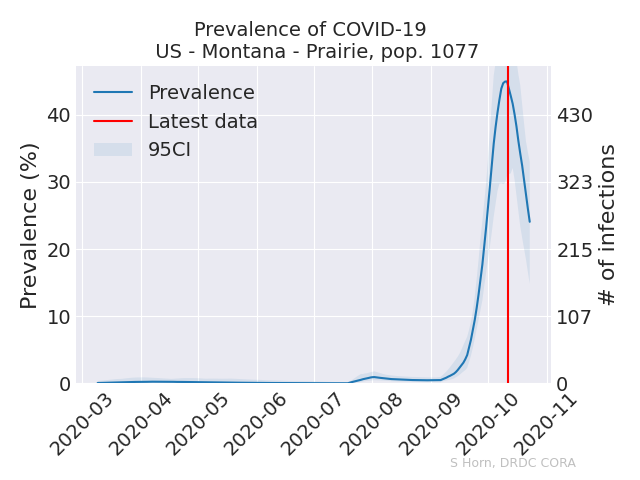 Prevalence of COVID-19
US - Montana - Prairie, pop. 1077
Prevalence
Latest data
95CI
Prevalence (%)
40
30
20
10
0
430
323
215
107
0
# of infections
2020-03
2020-04
2020-05
2020-06
2020-07
2020-08
2020-09
2020-10
2020-11
S Horn, DRDC CORA